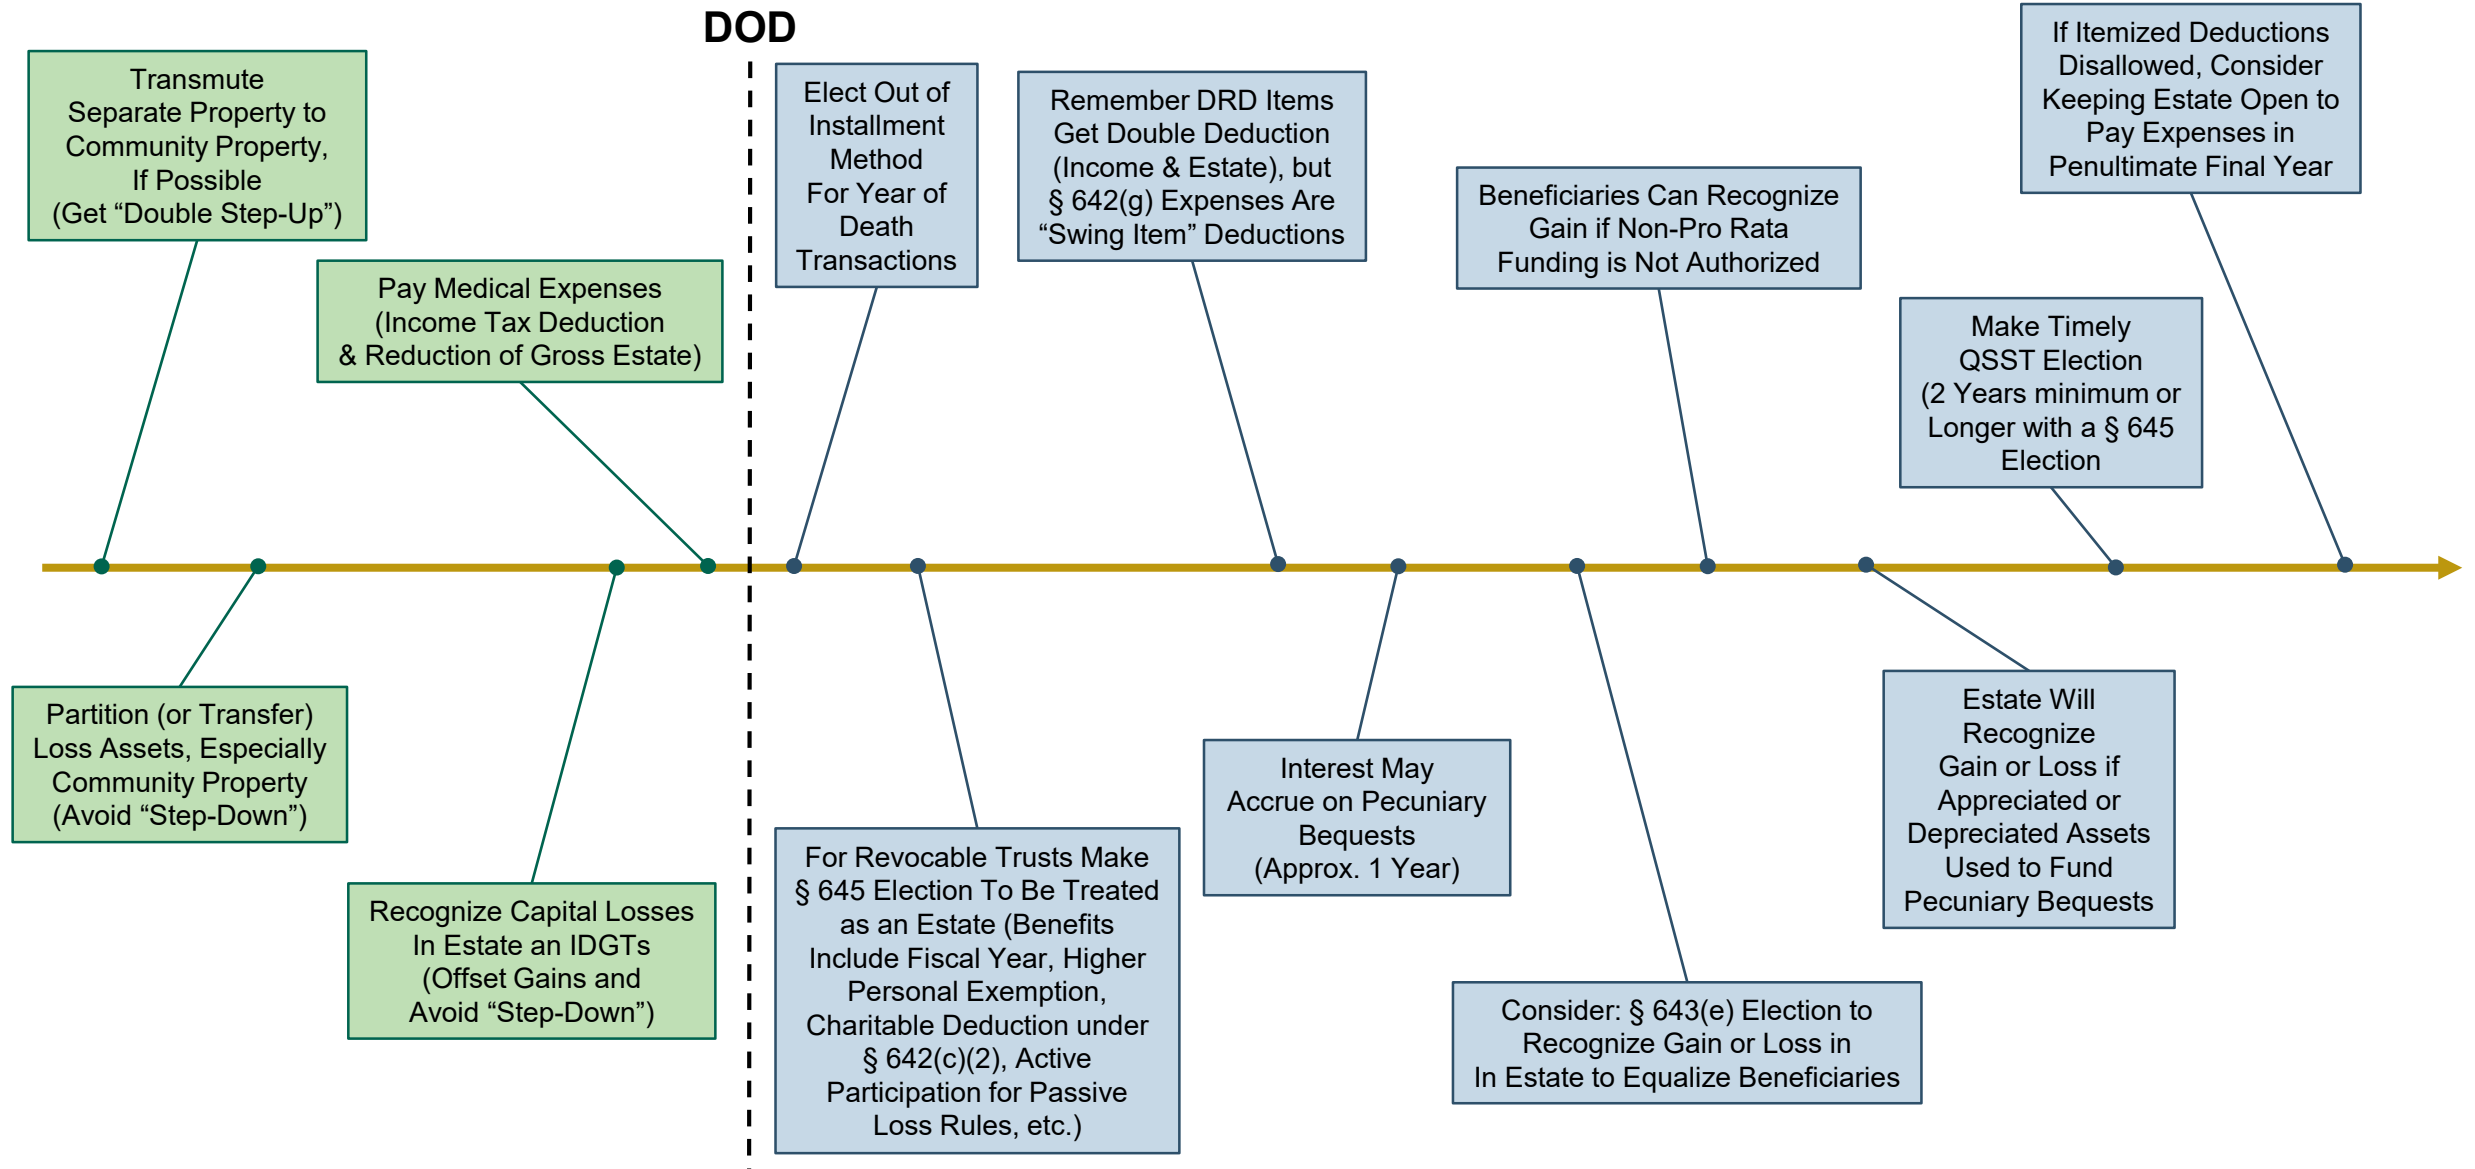 DOD
Transmute
Separate Property to
Community Property,
If Possible
(Get “Double Step-Up”)
Pay Medical Expenses
(Income Tax Deduction
& Reduction of Gross Estate)
Partition (or Transfer)
Loss Assets, Especially
Community Property
(Avoid “Step-Down”)
Recognize Capital Losses
In Estate an IDGTs
(Offset Gains and
Avoid “Step-Down”)
Elect Out of
Installment
Method
For Year of
Death
Transactions
For Revocable Trusts Make
§ 645 Election To Be Treated
as an Estate (Benefits
Include Fiscal Year, Higher
Personal Exemption,
Charitable Deduction under
§ 642(c)(2), Active
Participation for Passive
Loss Rules, etc.)
Remember DRD Items
Get Double Deduction
(Income & Estate), but
§ 642(g) Expenses Are
“Swing Item” Deductions
Interest May
Accrue on Pecuniary
Bequests
(Approx. 1 Year)
Consider: § 643(e) Election to
Recognize Gain or Loss in
In Estate to Equalize Beneficiaries
Beneficiaries Can Recognize
Gain if Non-Pro Rata
Funding is Not Authorized
Estate Will
Recognize
Gain or Loss if
Appreciated or
Depreciated Assets
Used to Fund
Pecuniary Bequests
Make Timely
QSST Election
(2 Years minimum or
Longer with a § 645
Election
If Itemized Deductions
Disallowed, Consider
Keeping Estate Open to
Pay Expenses in
Penultimate Final Year